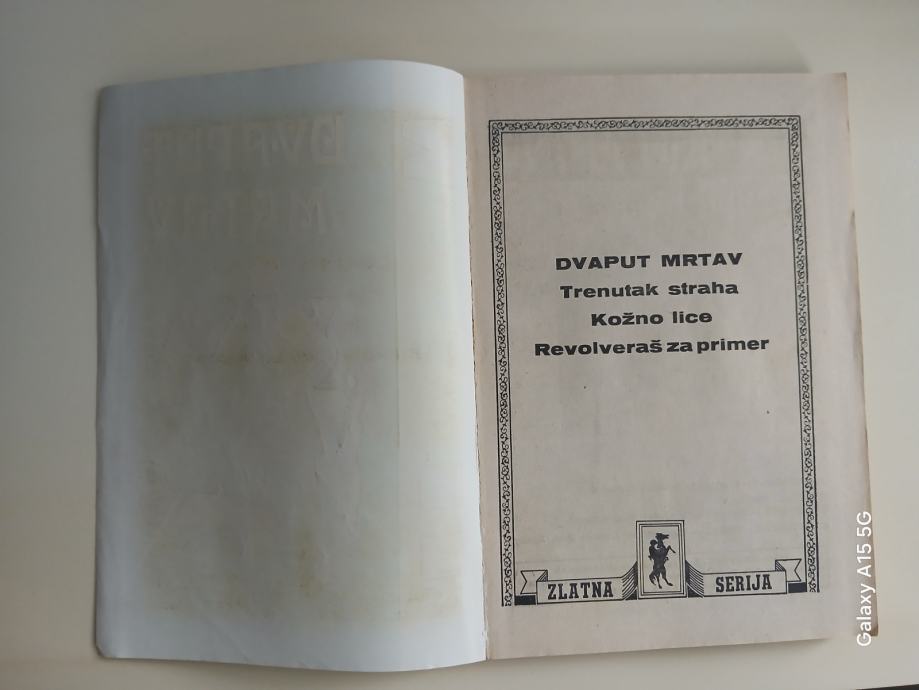 DVAPUT MRTAV
Trenutak straha
Kožno lice
Revolveraš za primer
ZLATNA SERIJA
Galaxy A15 5G